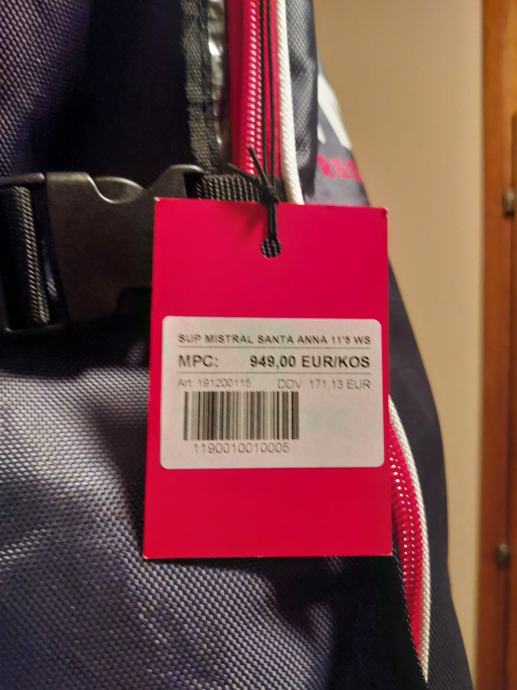 SUP MISTRAL SANTA ANNA 11'5 WS
MPC: 949,00 EUR/KOS
Art. 191200115 DDV 171,13 EUR
1190010010005